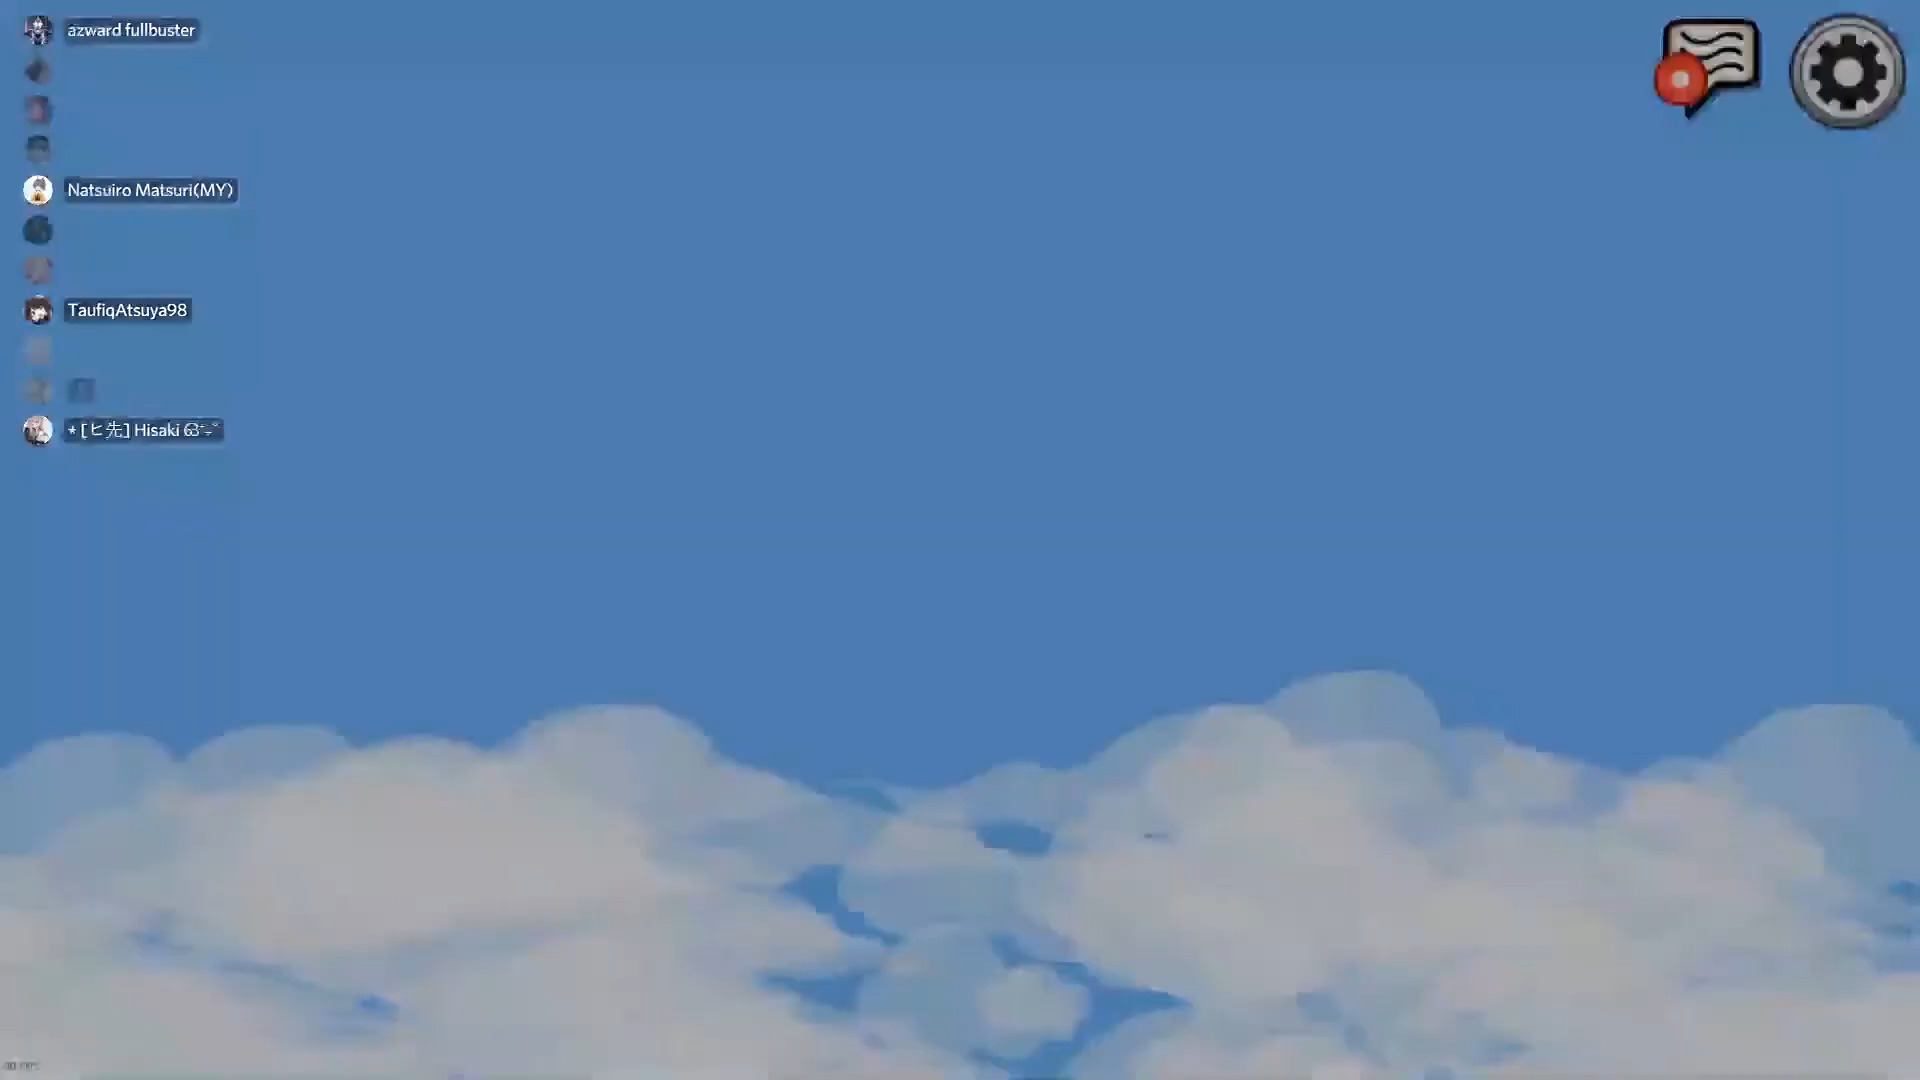 azward fullbuster
Natsuiro Matsuri(MY)
TaufiqAtsuya98
⋆ [ヒ先] Hisaki